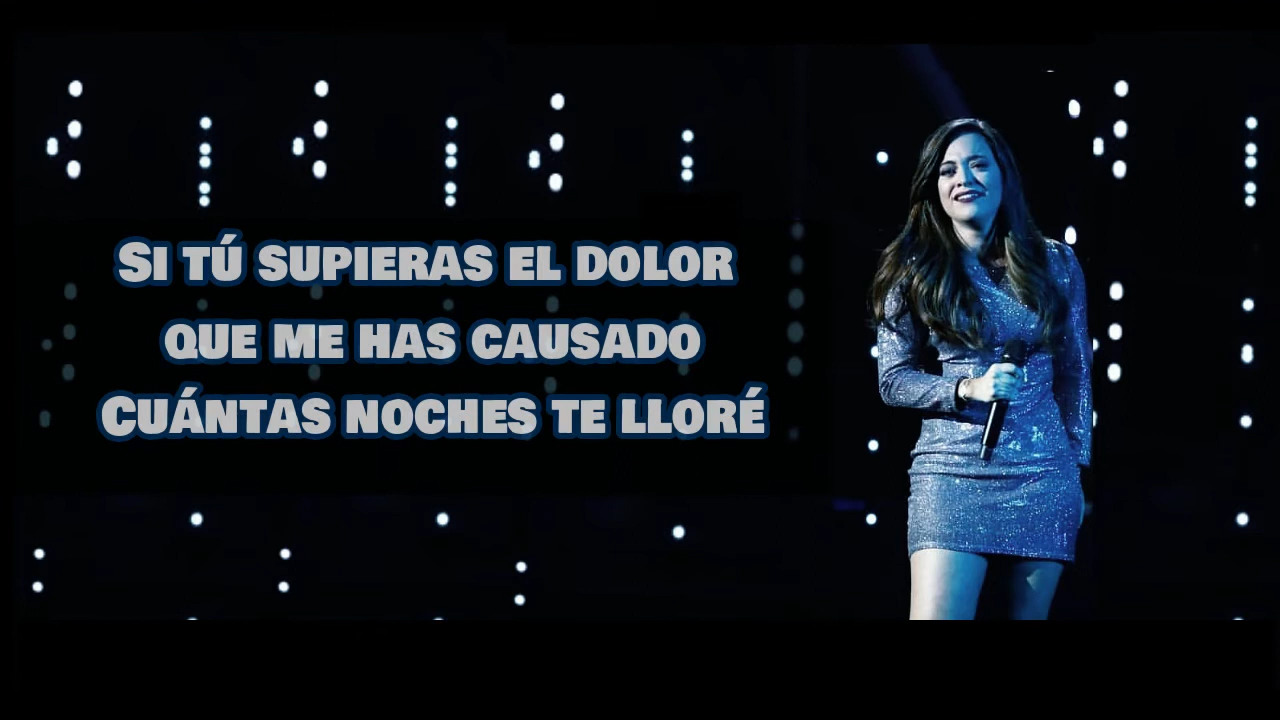 Si tú supieras el dolor
que me has causado
Cuántas noches te lloré